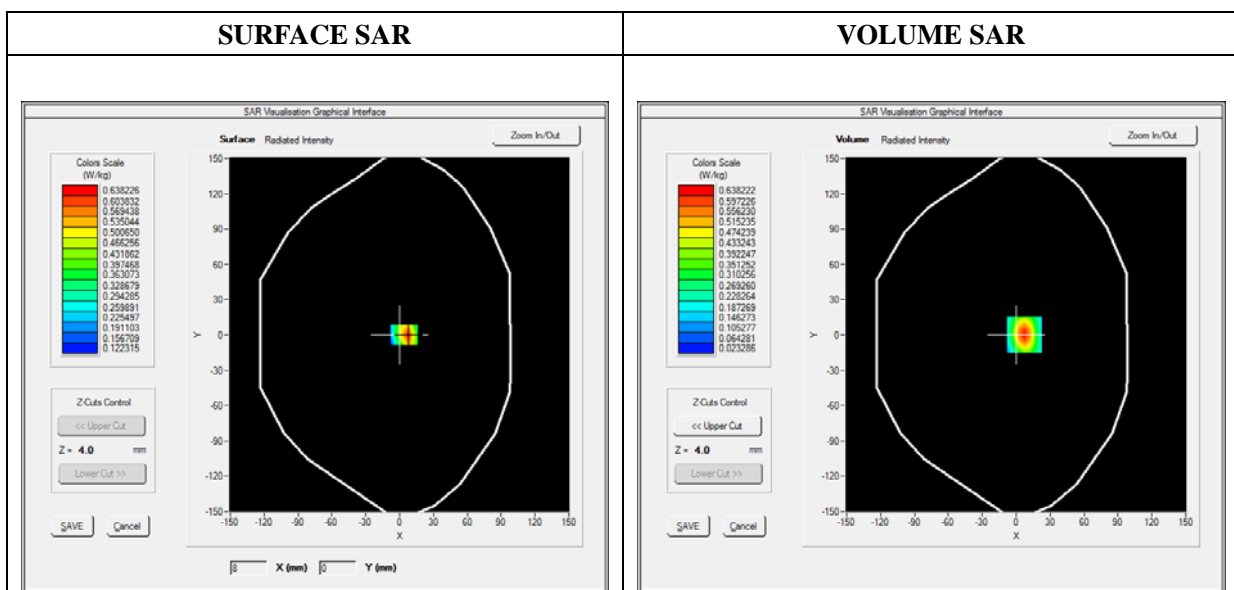 SURFACE SAR
VOLUME SAR
SAR Visualisation Graphical Interface
Surface Radiated Intensity
Zoom In/Out
Colors Scale
(W/kg)
0.638226
0.603832
0.569438
0.535044
0.500650
0.466256
0.431862
0.397468
0.363073
0.328679
0.294285
0.259891
0.225497
0.191103
0.156709
0.122315
Z-Cuts Control
<< Upper Cut
Z = 4.0 mm
Lower Cut >>
SAVE Cancel
150
120
90
60
30
0
-30
-60
-90
-120
-150
Y
-150 -120 -90 -60 -30 0 30 60 90 120 150
X
8 X (mm) 0 Y (mm)
SAR Visualisation Graphical Interface
Volume Radiated Intensity
Zoom In/Out
Colors Scale
(W/kg)
0.638222
0.597226
0.556230
0.515235
0.474239
0.433243
0.392247
0.351252
0.310256
0.269260
0.228264
0.187269
0.146273
0.105277
0.064281
0.023286
Z-Cuts Control
<< Upper Cut
Z = 4.0 mm
Lower Cut >>
SAVE Cancel
150
120
90
60
30
0
-30
-60
-90
-120
-150
Y
-150 -120 -90 -60 -30 0 30 60 90 120 150
X